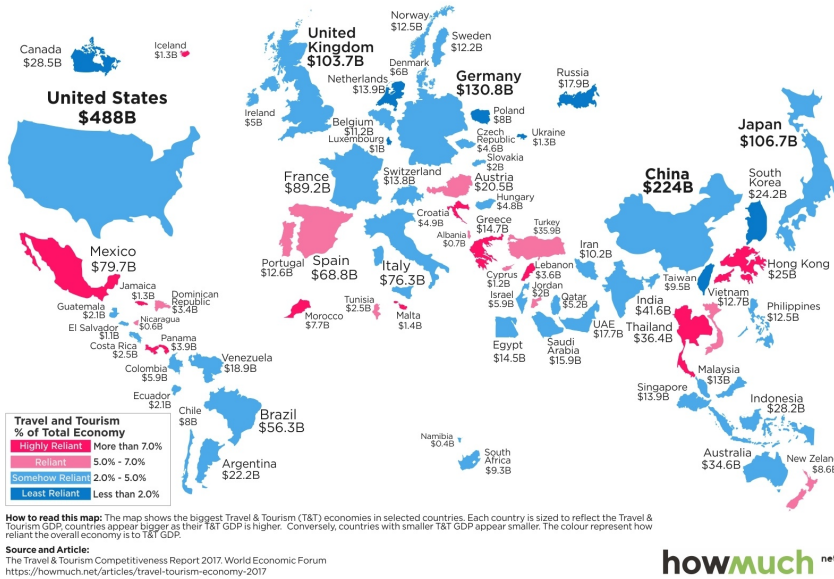 Canada
$28.5B
Iceland
$1.3B
United States
$488B
Mexico
$79.7B
Jamaica
$1.3B
Dominican
Republic
$3.4B
Guatemala
$2.1B
Nicaragua
$0.6B
El Salvador
$1.1B
Costa Rica
$2.5B
Panama
$3.9B
Colombia
$5.9B
Venezuela
$18.9B
Ecuador
$2.1B
Chile
$8B
Brazil
$56.3B
Argentina
$22.2B
Norway
$12.5B
Sweden
$12.2B
United
Kingdom
$103.7B
Denmark
$6B
Netherlands
$13.9B
Germany
$130.8B
Russia
$17.9B
Ireland
$5B
Belgium
$11.2B
Luxembourg
$1B
Poland
$8B
Czech
Republic
$4.6B
Ukraine
$1.3B
Slovakia
$2B
France
$89.2B
Switzerland
$13.8B
Austria
$20.5B
Hungary
$4.8B
Croatia
$4.9B
Greece
$14.7B
Turkey
$35.9B
Albania
$0.7B
Portugal
$12.6B
Spain
$68.8B
Italy
$76.3B
Cyprus
$1.2B
Lebanon
$3.6B
Iran
$10.2B
Israel
$5.9B
Jordan
$2B
Qatar
$5.2B
Morocco
$7.7B
Tunisia
$2.5B
Malta
$1.4B
Egypt
$14.5B
Saudi
Arabia
$15.9B
UAE
$17.7B
Namibia
$0.4B
South
Africa
$9.3B
Japan
$106.7B
China
$224B
South
Korea
$24.2B
Taiwan
$9.5B
Hong Kong
$25B
Vietnam
$12.7B
India
$41.6B
Thailand
$36.4B
Philippines
$12.5B
Malaysia
$13B
Singapore
$13.9B
Indonesia
$28.2B
Australia
$34.6B
New Zelan
$8.6B
Travel and Tourism
% of Total Economy
Highly Reliant More than 7.0%
Reliant 5.0% - 7.0%
Somehow Reliant 2.0% - 5.0%
Least Reliant Less than 2.0%
How to read this map: The map shows the biggest Travel & Tourism (T&T) economies in selected countries. Each country is sized to reflect the Travel &
Tourism GDP, countries appear bigger as their T&T GDP is higher. Conversely, countries with smaller T&T GDP appear smaller. The colour represent how
reliant the overall economy is to T&T GDP.
Source and Article:
The Travel & Tourism Competitiveness Report 2017. World Economic Forum
https://howmuch.net/articles/travel-tourism-economy-2017
howmuch net